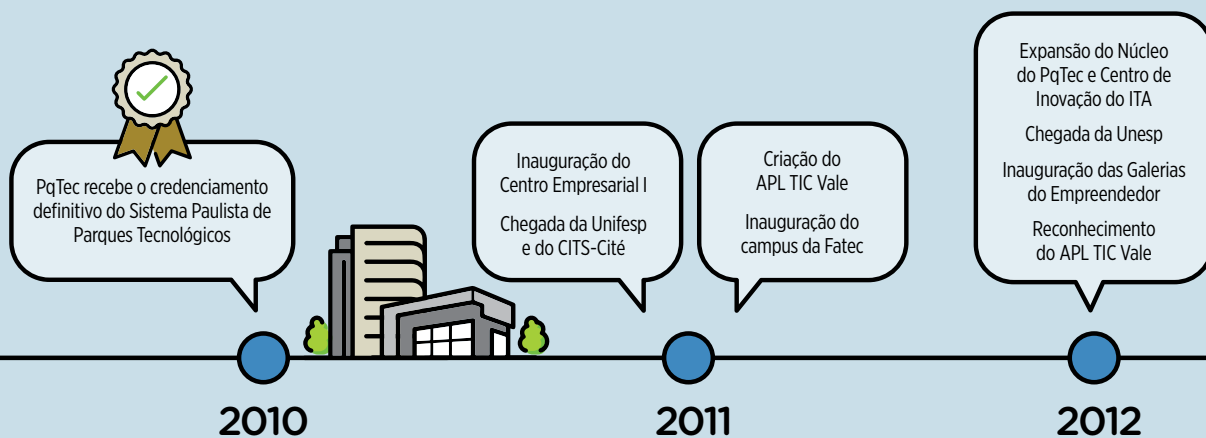 PqTec recebe o credenciamento
definitivo do Sistema Paulista de
Parques Tecnológicos
2010
Inauguração do
Centro Empresarial I
Chegada da Unifesp
e do CITS-Cité
Criação do
APL TIC Vale
Inauguração do
campus da Fatec
2011
Expansão do Núcleo
do PqTec e Centro de
Inovação do ITA
Chegada da Unesp
Inauguração das Galerias
do Empreendedor
Reconhecimento
do APL TIC Vale
2012